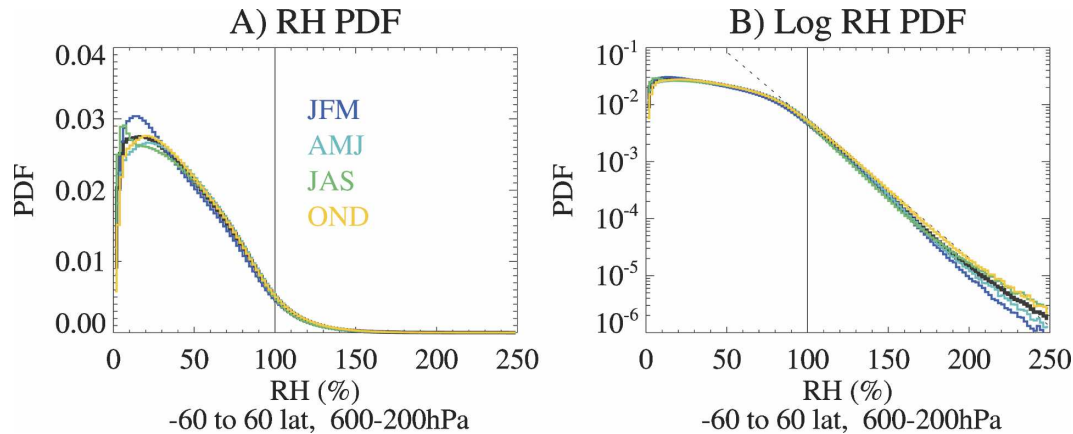 A) RH PDF
0.04
0.03
0.02
0.01
0.00
PDF
JFM
AMJ
JAS
OND
0 50 100 150 200 250
RH (%)
-60 to 60 lat, 600-200hPa
B) Log RH PDF
10-1
10-2
10-3
10-4
10-5
10-6
PDF
0 50 100 150 200 250
RH (%)
-60 to 60 lat, 600-200hPa